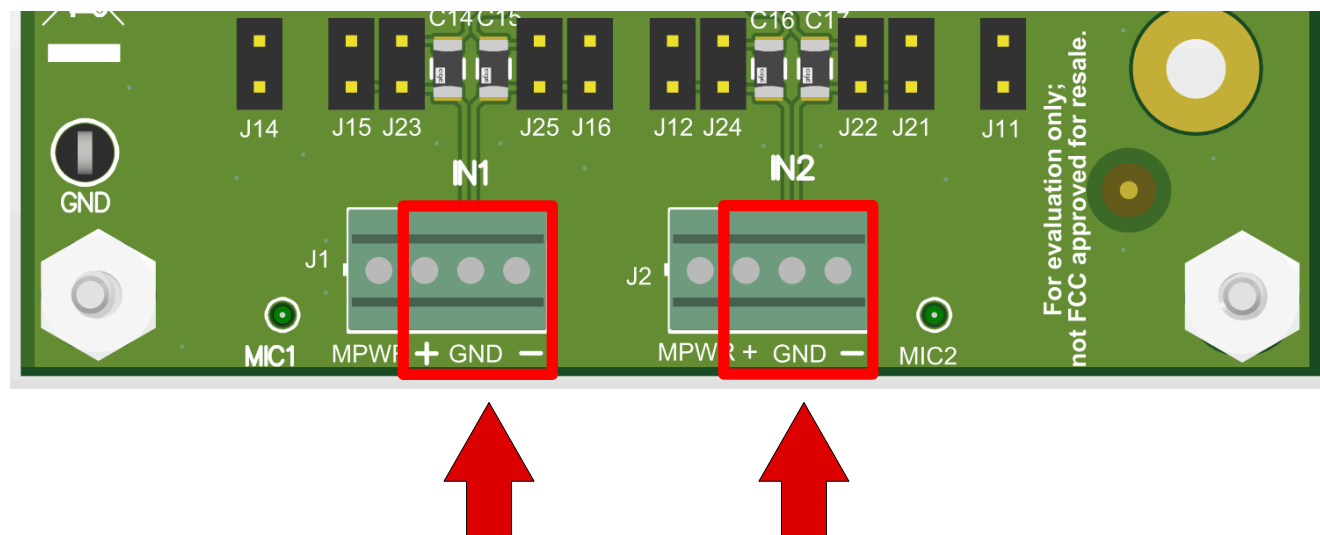 C14 C15
C16 C17
J14
J15 J23
J25 J16
J12 J24
J22 J21
J11
IN1
IN2
GND
J1
J2
MIC1
MPWR + GND −
MPWR + GND −
MIC2
For evaluation only;
not FCC approved for resale.